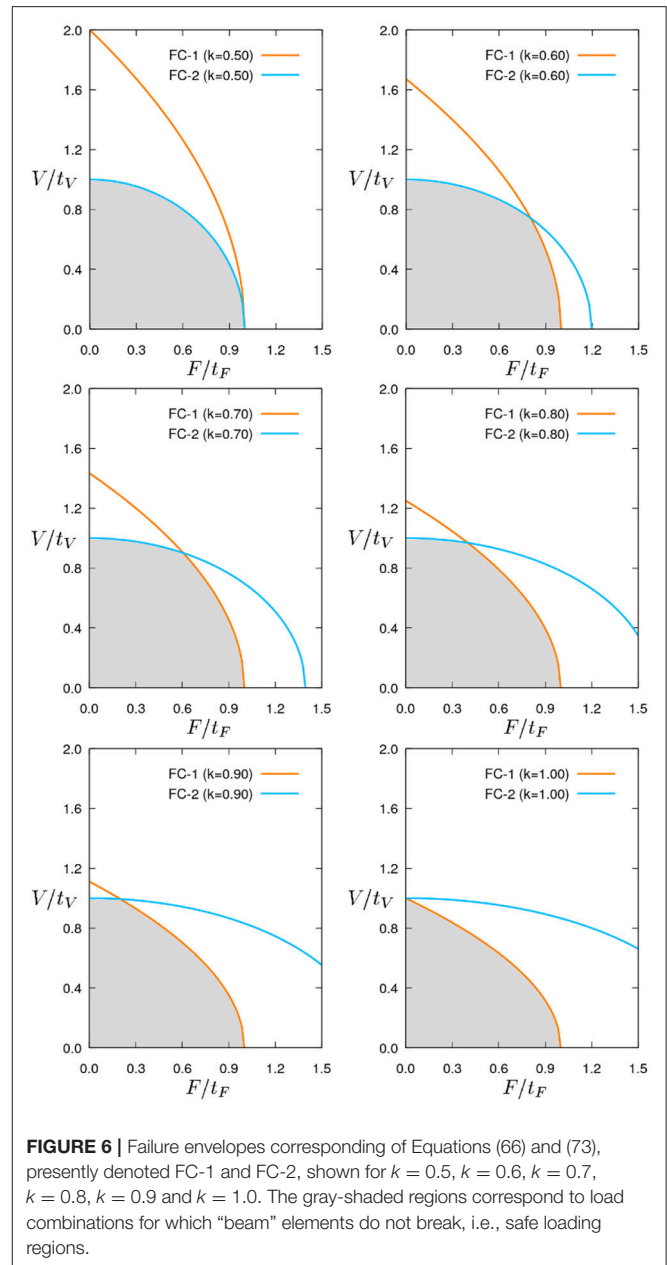 2.0
FC-1 (k=0.50)
FC-2 (k=0.50)
1.6
1.2
V/t_V
0.8
0.4
0.0
0.0 0.3 0.6 0.9 1.2 1.5
F/t_F
2.0
FC-1 (k=0.60)
FC-2 (k=0.60)
1.6
1.2
V/t_V
0.8
0.4
0.0
0.0 0.3 0.6 0.9 1.2 1.5
F/t_F
2.0
FC-1 (k=0.70)
FC-2 (k=0.70)
1.6
1.2
V/t_V
0.8
0.4
0.0
0.0 0.3 0.6 0.9 1.2 1.5
F/t_F
2.0
FC-1 (k=0.80)
FC-2 (k=0.80)
1.6
1.2
V/t_V
0.8
0.4
0.0
0.0 0.3 0.6 0.9 1.2 1.5
F/t_F
2.0
FC-1 (k=0.90)
FC-2 (k=0.90)
1.6
1.2
V/t_V
0.8
0.4
0.0
0.0 0.3 0.6 0.9 1.2 1.5
F/t_F
2.0
FC-1 (k=1.00)
FC-2 (k=1.00)
1.6
1.2
V/t_V
0.8
0.4
0.0
0.0 0.3 0.6 0.9 1.2 1.5
F/t_F
FIGURE 6 | Failure envelopes corresponding of Equations (66) and (73),
presently denoted FC-1 and FC-2, shown for k = 0.5, k = 0.6, k = 0.7,
k = 0.8, k = 0.9 and k = 1.0. The gray-shaded regions correspond to load
combinations for which “beam” elements do not break, i.e., safe loading
regions.